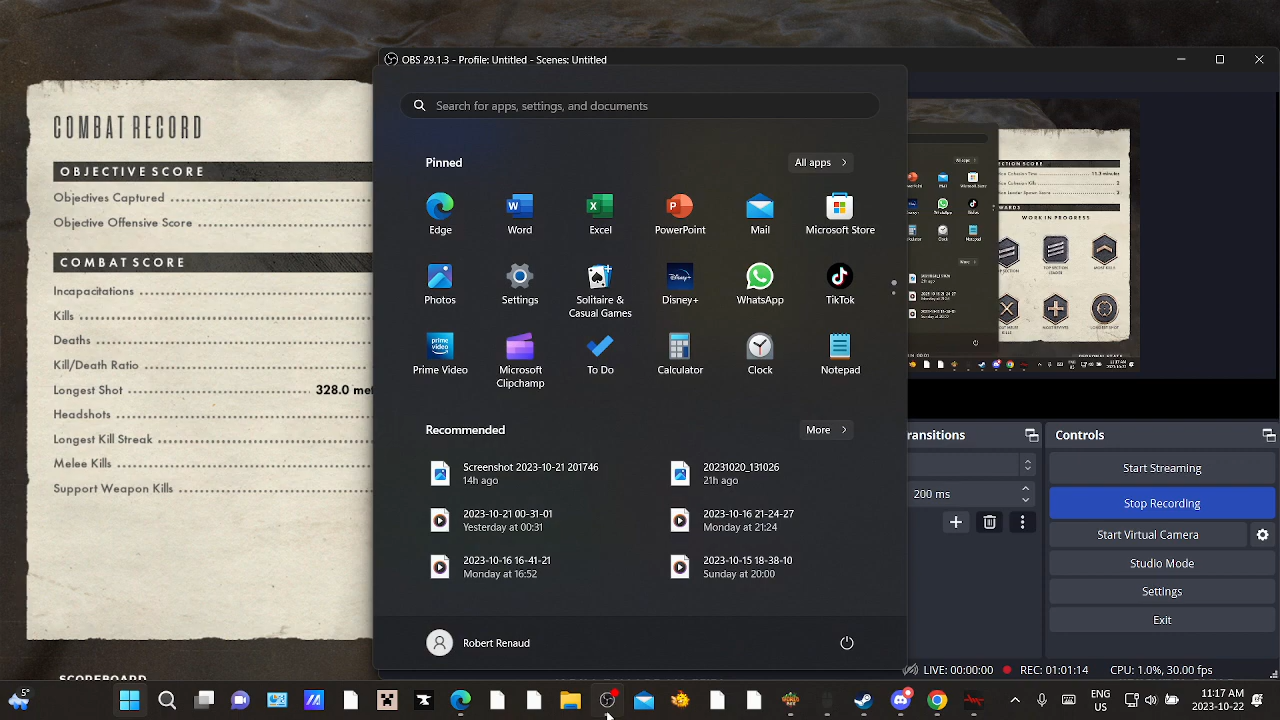 OBS 29.1.3 - Profile: Untitled - Scenes: Untitled
COMBAT RECORD
OBJECTIVE SCORE
Objectives Captured
Objective Offensive Score
COMBAT SCORE
Incapacitations
Kills
Deaths
Kill/Death Ratio
Longest Shot 328.0 me
Headshots
Longest Kill Streak
Melee Kills
Support Weapon Kills
SCOREBOARD
Search for apps, settings, and documents
Pinned
All apps
Edge
Word
Excel
PowerPoint
Mail
Microsoft Store
Photos
Settings
Solitaire &
Casual Games
Disney+
WhatsApp
TikTok
Prime Video
Microsoft
Clipchamp
To Do
Calculator
Clock
Notepad
Recommended
More
Screenshot 2023-10-21 201746
14h ago
20231020_131026
21h ago
2023-10-21 00-31-01
Yesterday at 00:31
2023-10-16 21-24-27
Monday at 21:24
2023-10-16 16-41-21
Monday at 16:52
2023-10-15 18-38-10
Sunday at 20:00
Robert Renaud
WORK IN PROGRESS
11.3 minutes
ransitions
200 ms
Controls
Start Streaming
Stop Recording
Start Virtual Camera
Studio Mode
Settings
Exit
LIVE: 00:00:00
REC: 01:01:14
CPU: 1.0%, 30.00 fps
5°
ENG
US
11:17 AM
2023-10-22